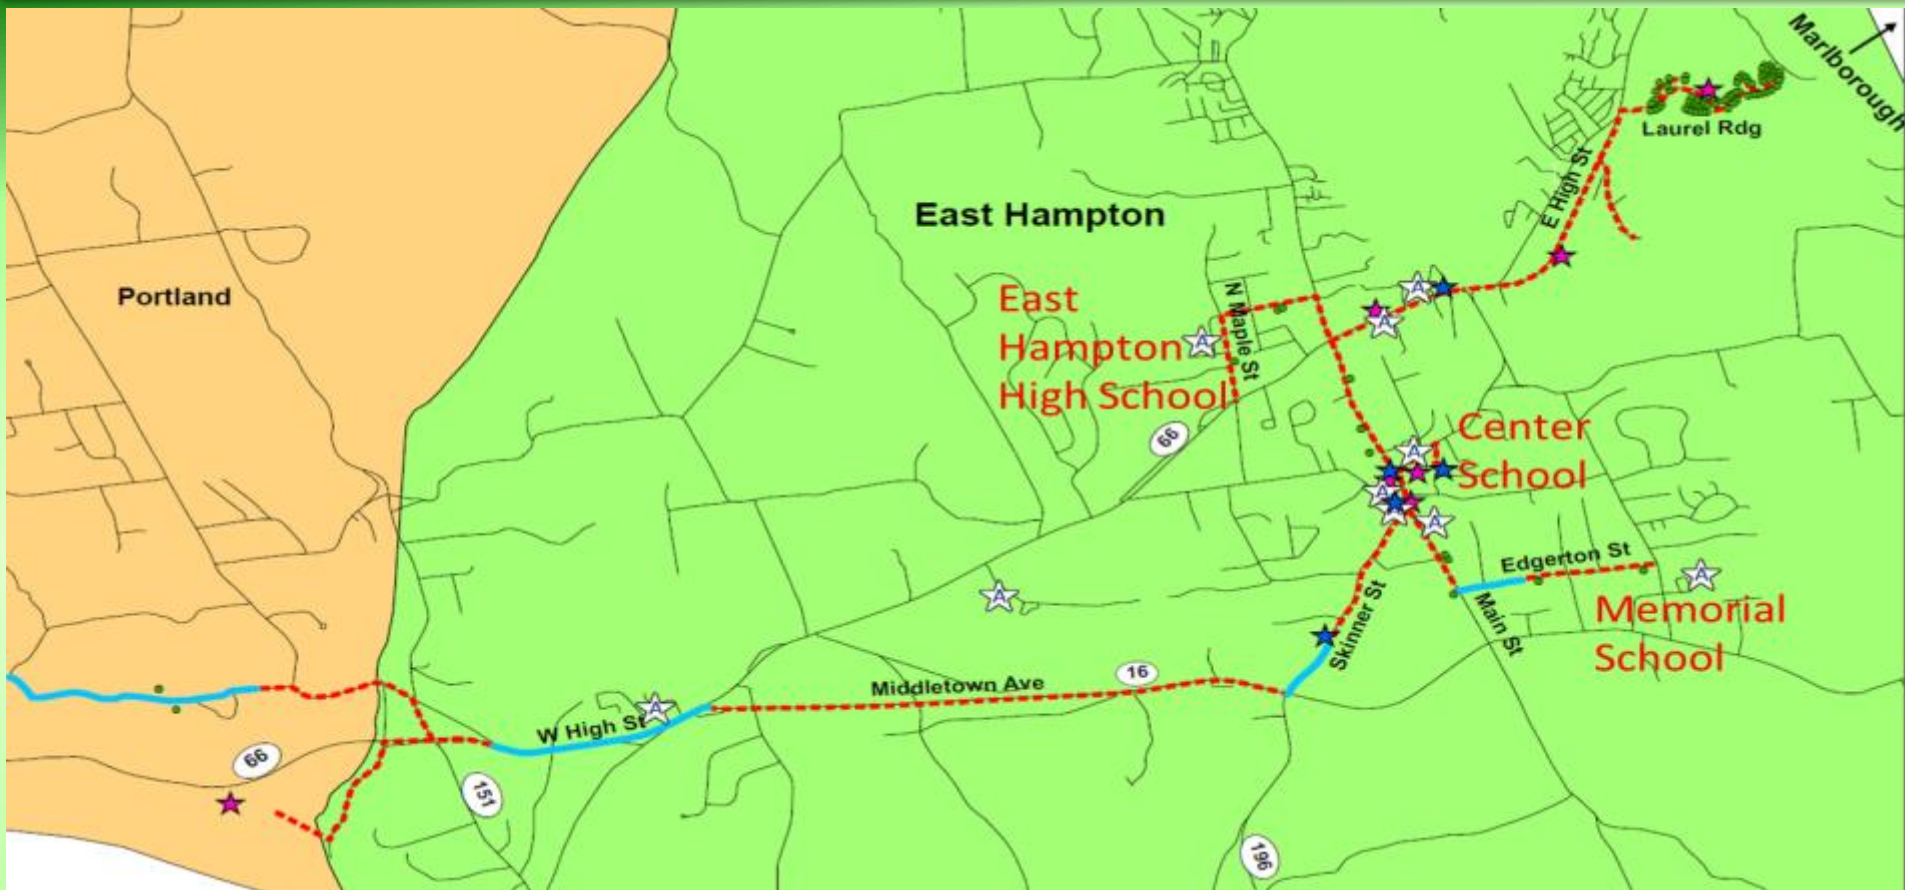 Marlborough
Laurel Rdg
E High St
East Hampton
Portland
East
Hampton
High School
N Maple St
A
A
A
66
Center
School
A
A
A
A
Edgerton St
A
A
Memorial
School
Main St
Skinner St
16
Middletown Ave
A
W High St
66
151
196